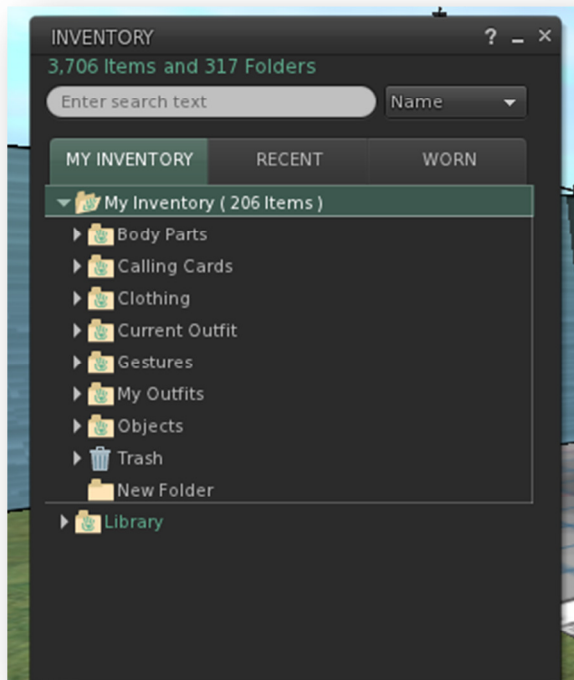 INVENTORY ?
3,706 Items and 317 Folders
Enter search text Name
MY INVENTORY RECENT WORN
My Inventory ( 206 Items )
Body Parts
Calling Cards
Clothing
Current Outfit
Gestures
My Outfits
Objects
Trash
New Folder
Library